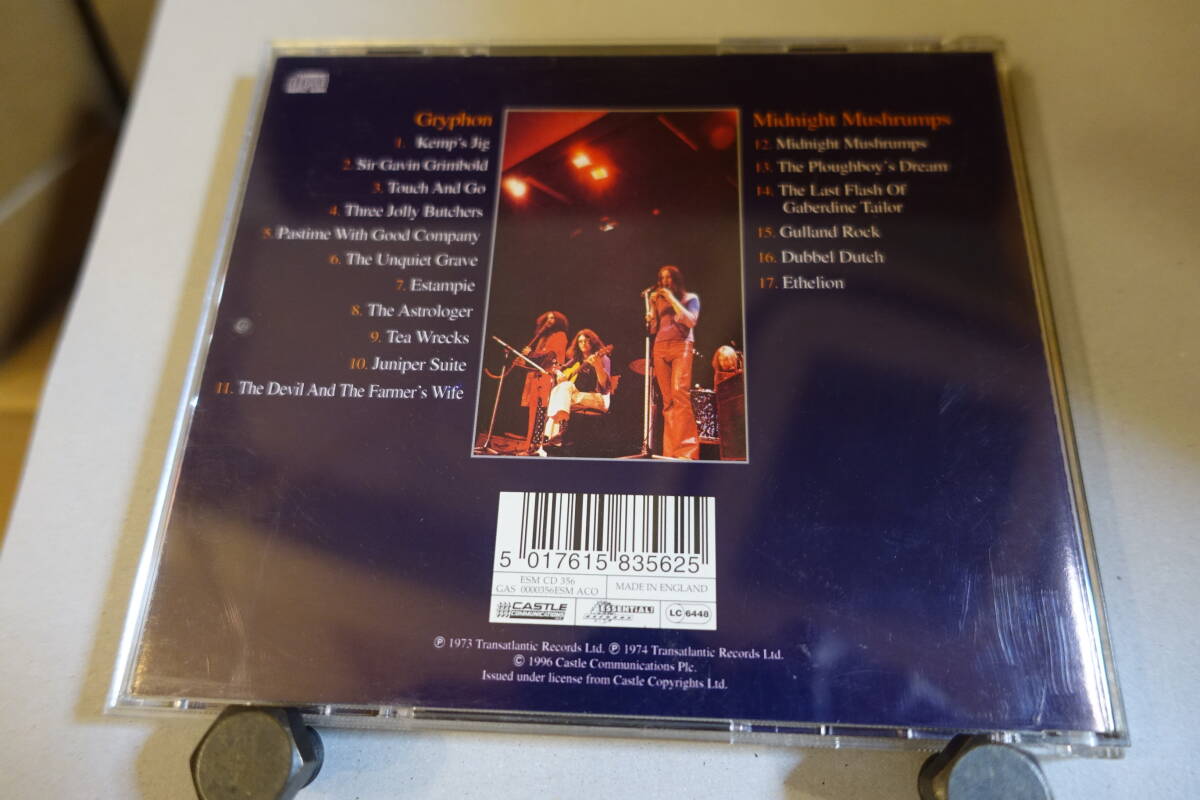 Gryphon
1. Kemp's Jig
2. Sir Gavin Grimbold
3. Touch And Go
4. Three Jolly Butchers
5. Pastime With Good Company
6. The Unquiet Grave
7. Estampie
8. The Astrologer
9. Tea Wrecks
10. Juniper Suite
11. The Devil And The Farmer's Wife
Midnight Mushrumps
12. Midnight Mushrumps
13. The Ploughboy's Dream
14. The Last Flash Of
Gaberdine Tailor
15. Gulland Rock
16. Dubbel Dutch
17. Ethelion
5 017615 835625
ESM CD 356
GAS 0000356ESM ACO
MADE IN ENGLAND
CASTLE
COMMUNICATIONS
ESSENTIAL!
LC 6448
℗ 1973 Transatlantic Records Ltd. ℗ 1974 Transatlantic Records Ltd.
© 1996 Castle Communications Plc.
Issued under license from Castle Copyrights Ltd.